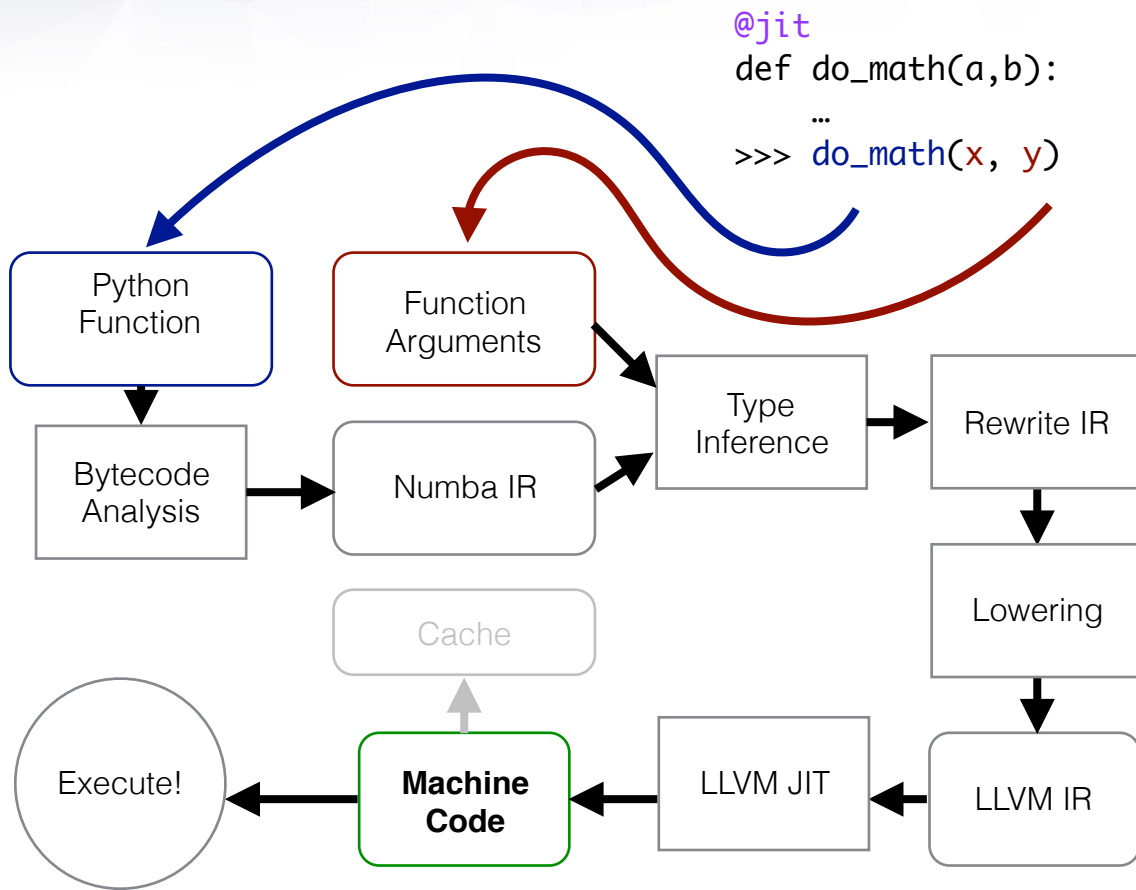 @jit
def do_math(a,b):
…
>>> do_math(x, y)
Python
Function
Function
Arguments
Type
Inference
Rewrite IR
Bytecode
Analysis
Numba IR
Lowering
Cache
Execute!
Machine
Code
LLVM JIT
LLVM IR